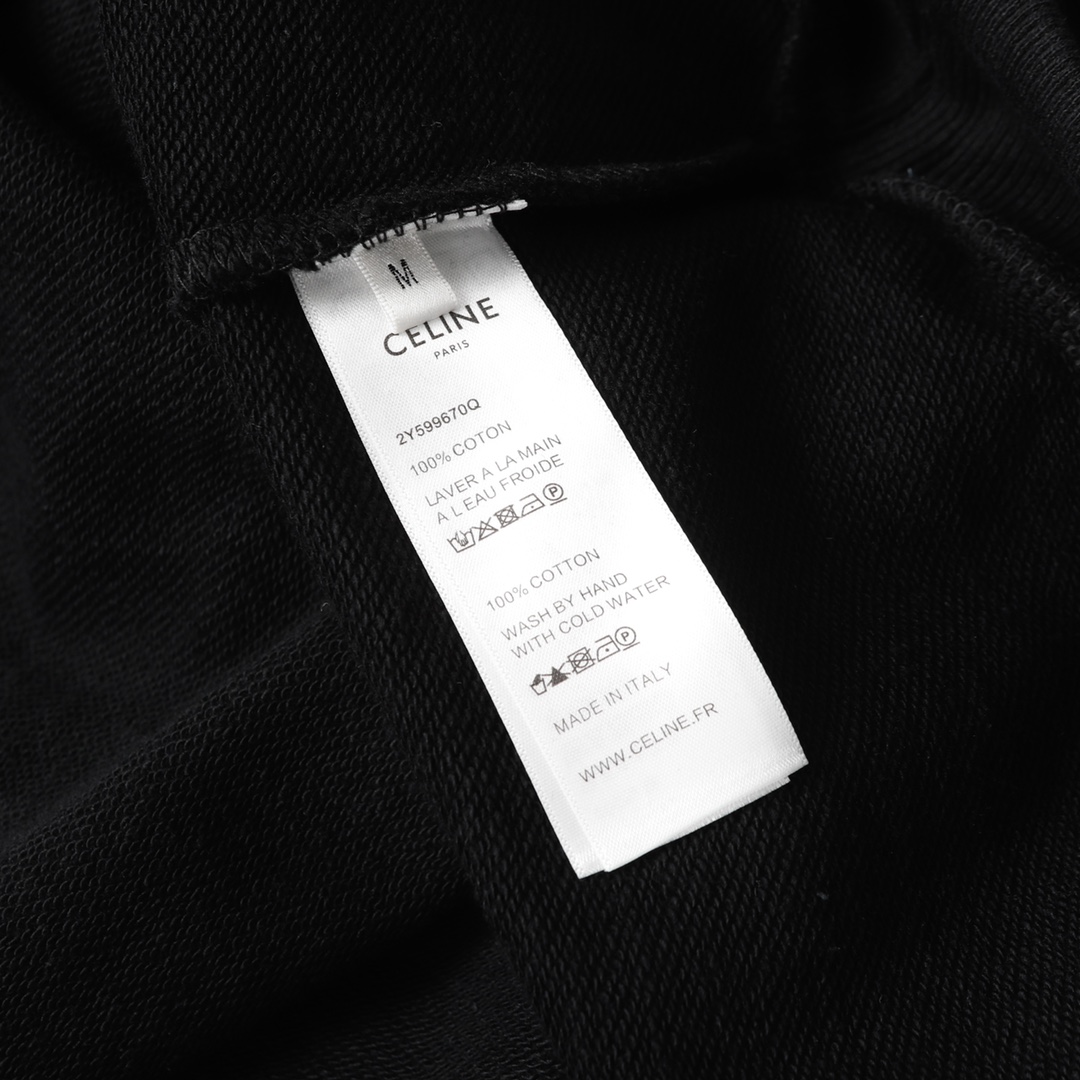 M
CELINE
PARIS
2Y599670Q
100% COTON
LAVER A LA MAIN
A L EAU FROIDE
P
100% COTTON
WASH BY HAND
WITH COLD WATER
P
MADE IN ITALY
WWW.CELINE.FR